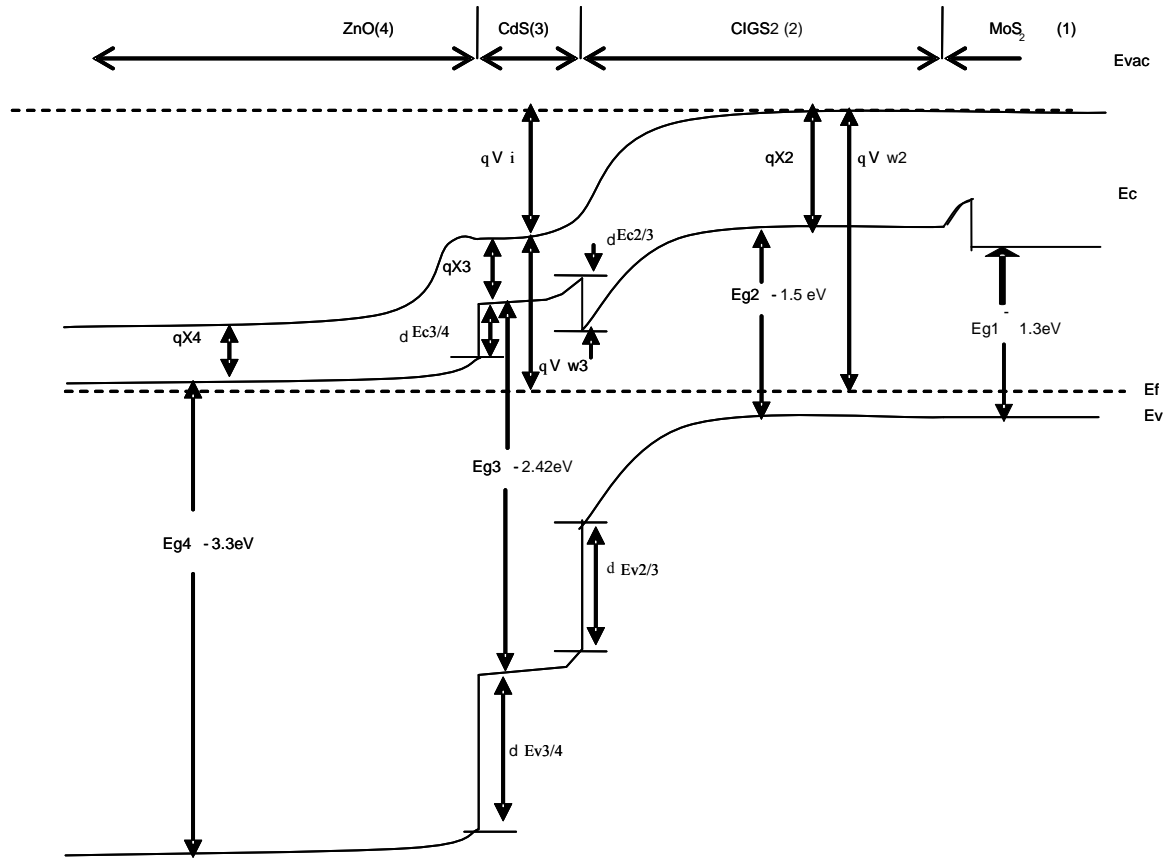 ZnO(4) CdS(3) CIGS2 (2) MoS2 (1)
Evac
qV i qX2 qV w2
Ec
dEc2/3
qX3
Eg2 - 1.5 eV
qX4 dEc3/4 Eg1 - 1.3eV
qV w3
Ef
Ev
Eg3 - 2.42eV
Eg4 - 3.3eV
d Ev2/3
d Ev3/4